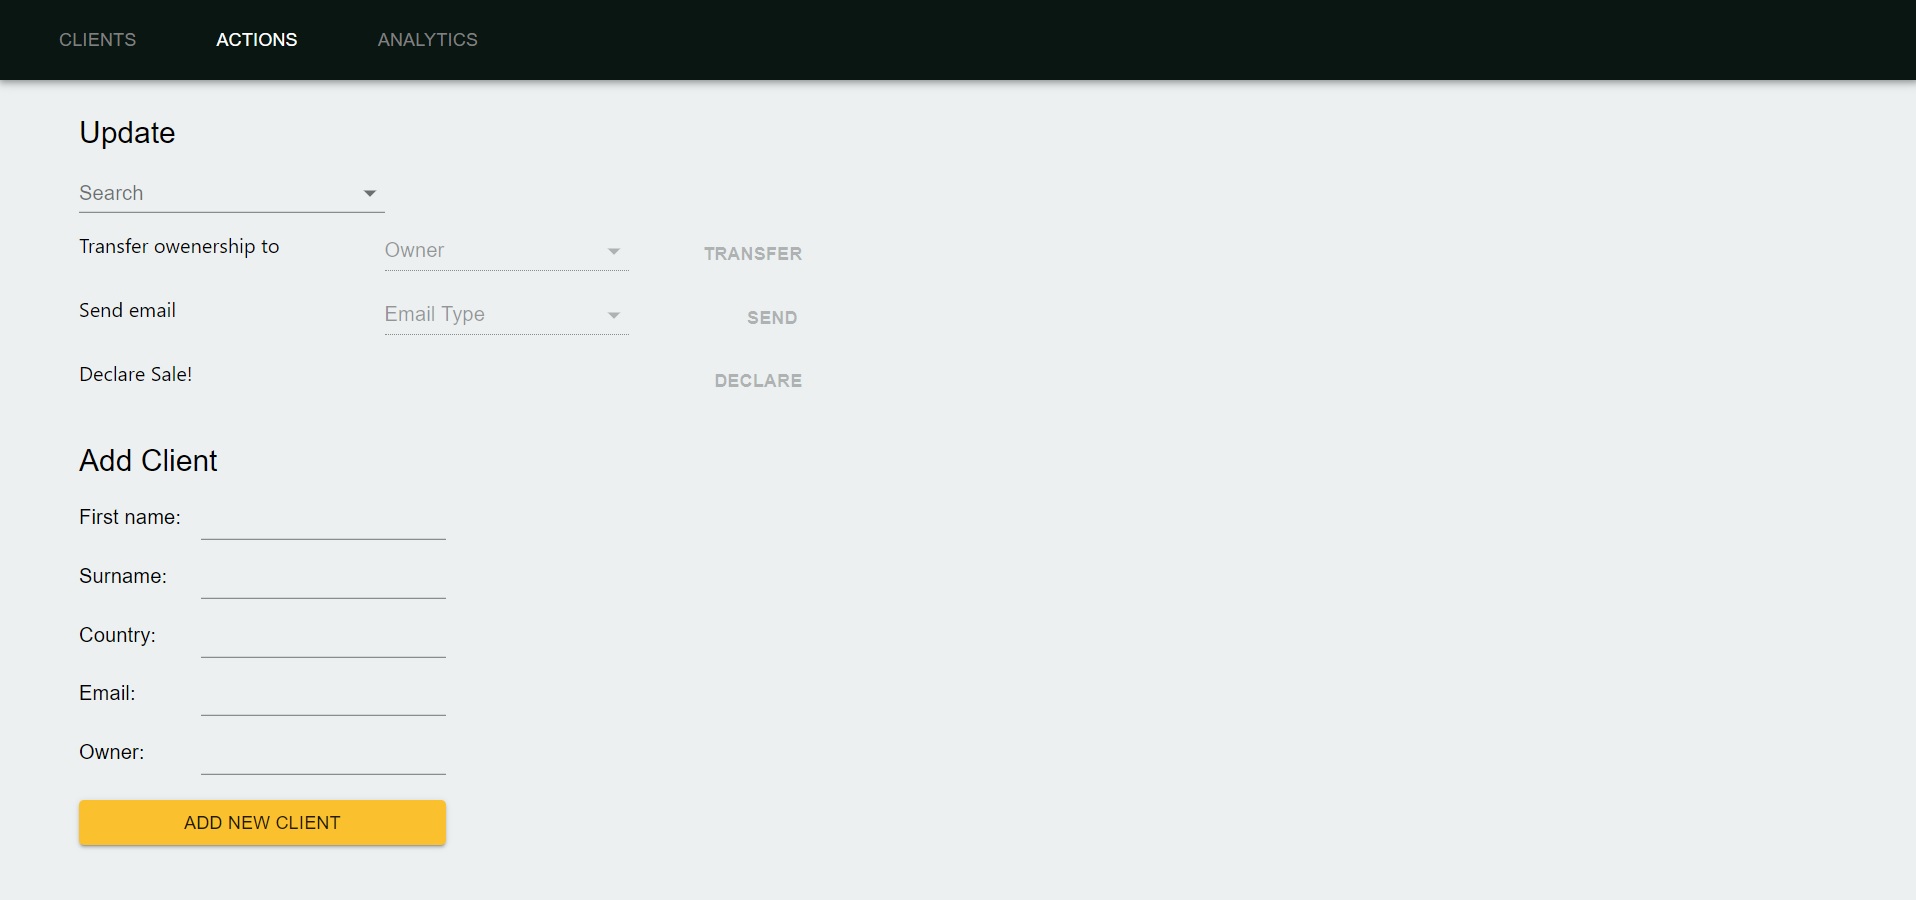 CLIENTS ACTIONS ANALYTICS
Update
Search
Transfer owenership to Owner TRANSFER
Send email Email Type SEND
Declare Sale! DECLARE
Add Client
First name:
Surname:
Country:
Email:
Owner:
ADD NEW CLIENT